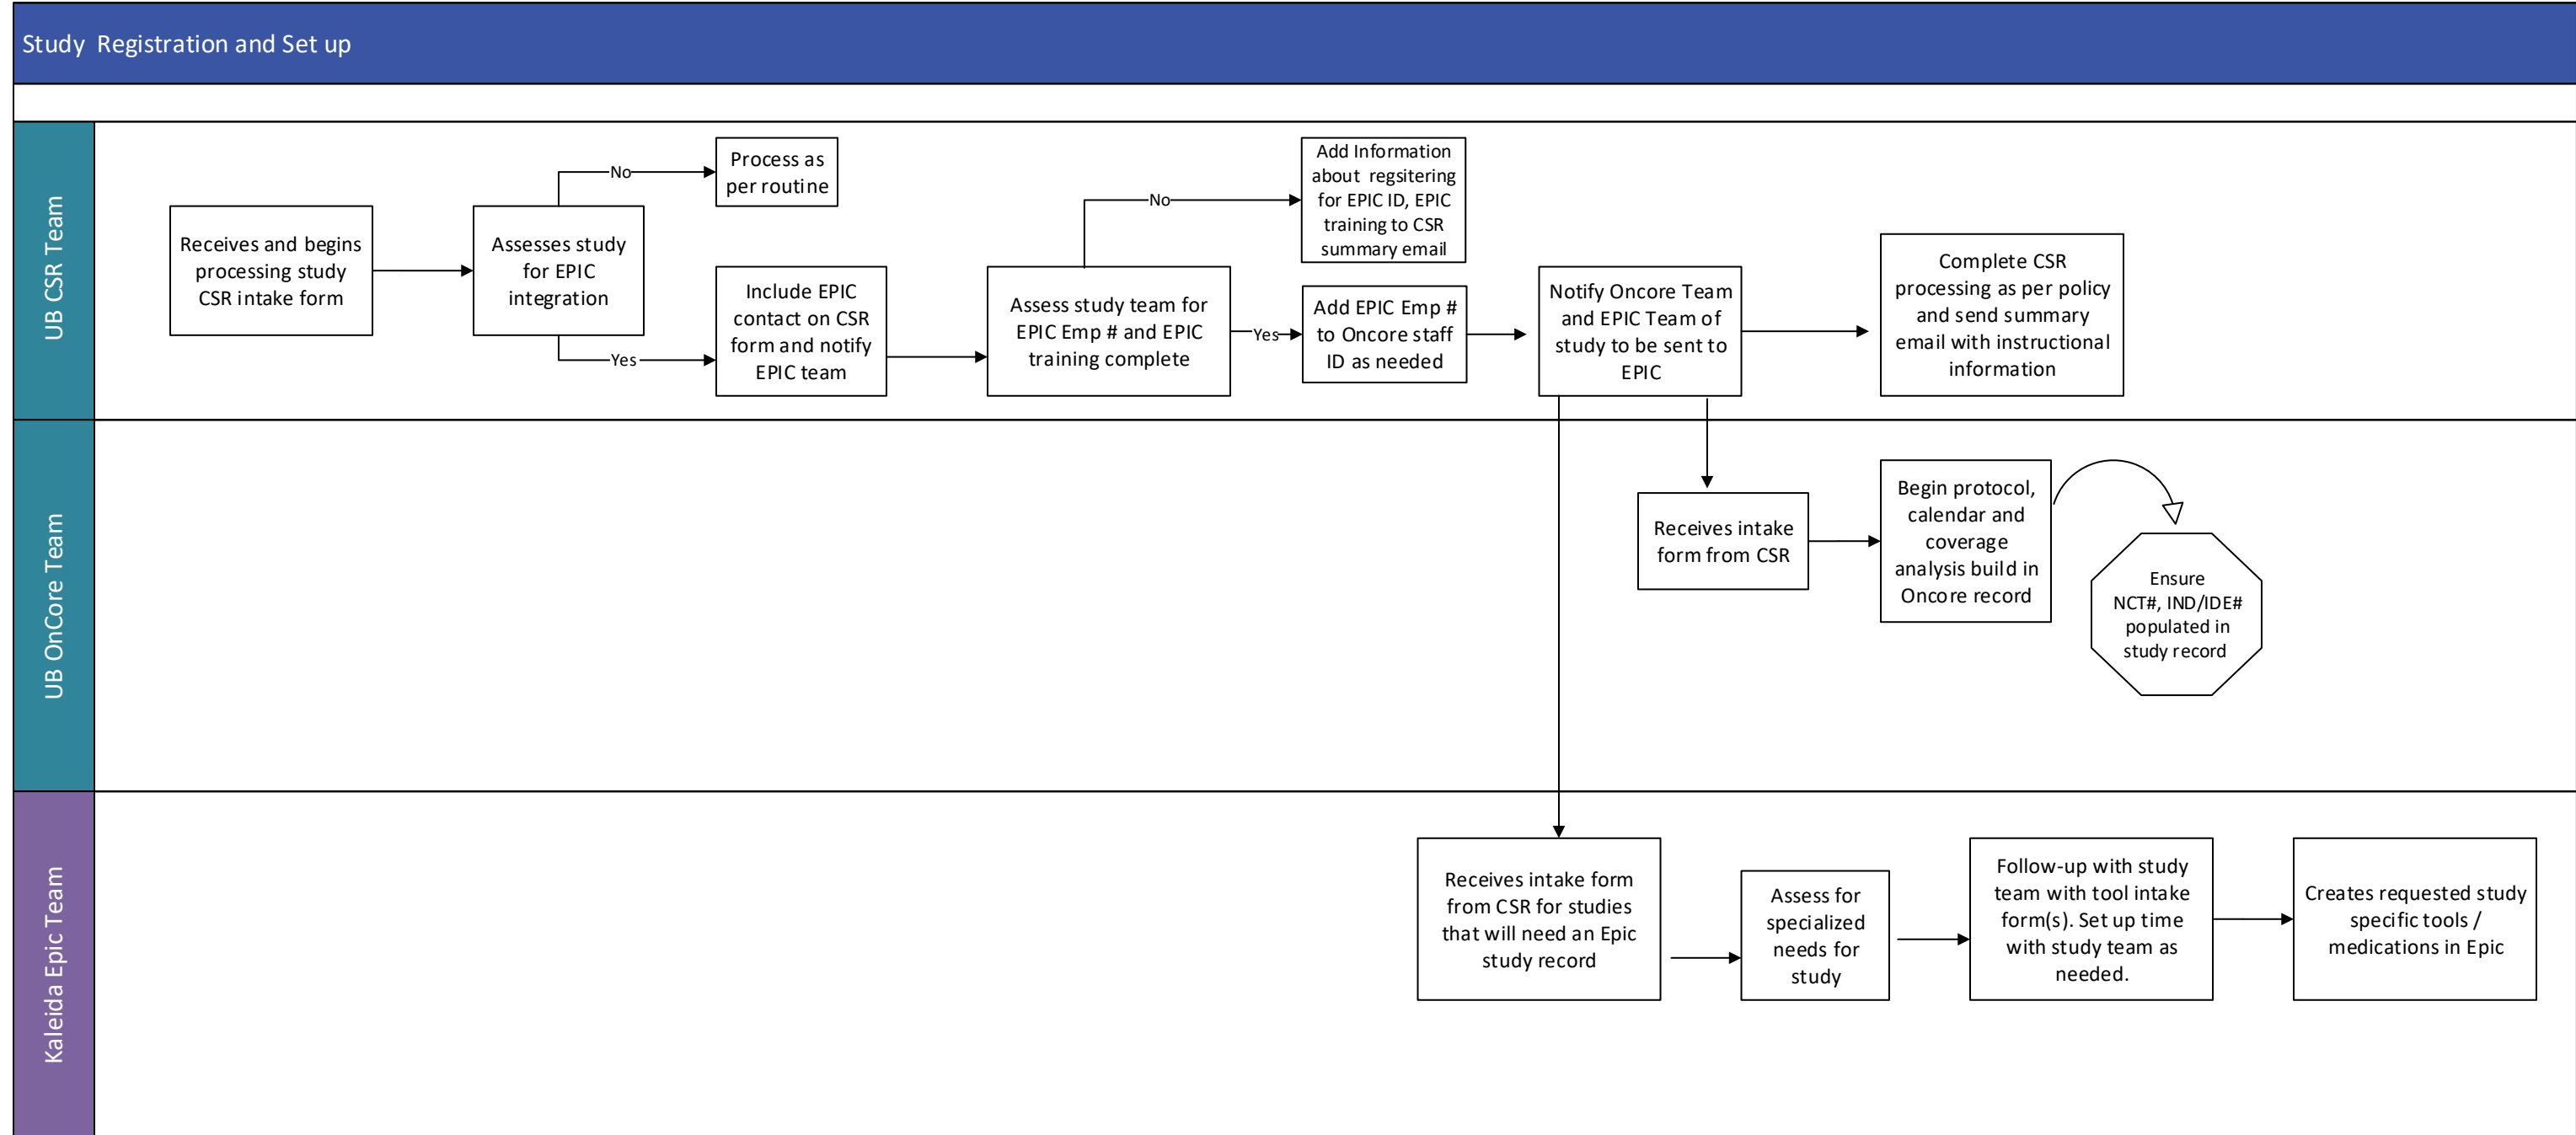 Study Registration and Set up
UB CSR Team
Receives and begins
processing study
CSR intake form
Assesses study
for EPIC
integration
No
Process as
per routine
Yes
Include EPIC
contact on CSR
form and notify
EPIC team
Assess study team for
EPIC Emp # and EPIC
training complete
No
Add Information
about regsitering
for EPIC ID, EPIC
training to CSR
summary email
Yes
Add EPIC Emp #
to Oncore staff
ID as needed
Notify Oncore Team
and EPIC Team of
study to be sent to
EPIC
Complete CSR
processing as per policy
and send summary
email with instructional
information
UB OnCore Team
Receives intake
form from CSR
Begin protocol,
calendar and
coverage
analysis build in
Oncore record
Ensure
NCT#, IND/IDE#
populated in
study record
Kaleida Epic Team
Receives intake form
from CSR for studies
that will need an Epic
study record
Assess for
specialized
needs for
study
Follow-up with study
team with tool intake
form(s). Set up time
with study team as
needed.
Creates requested study
specific tools /
medications in Epic